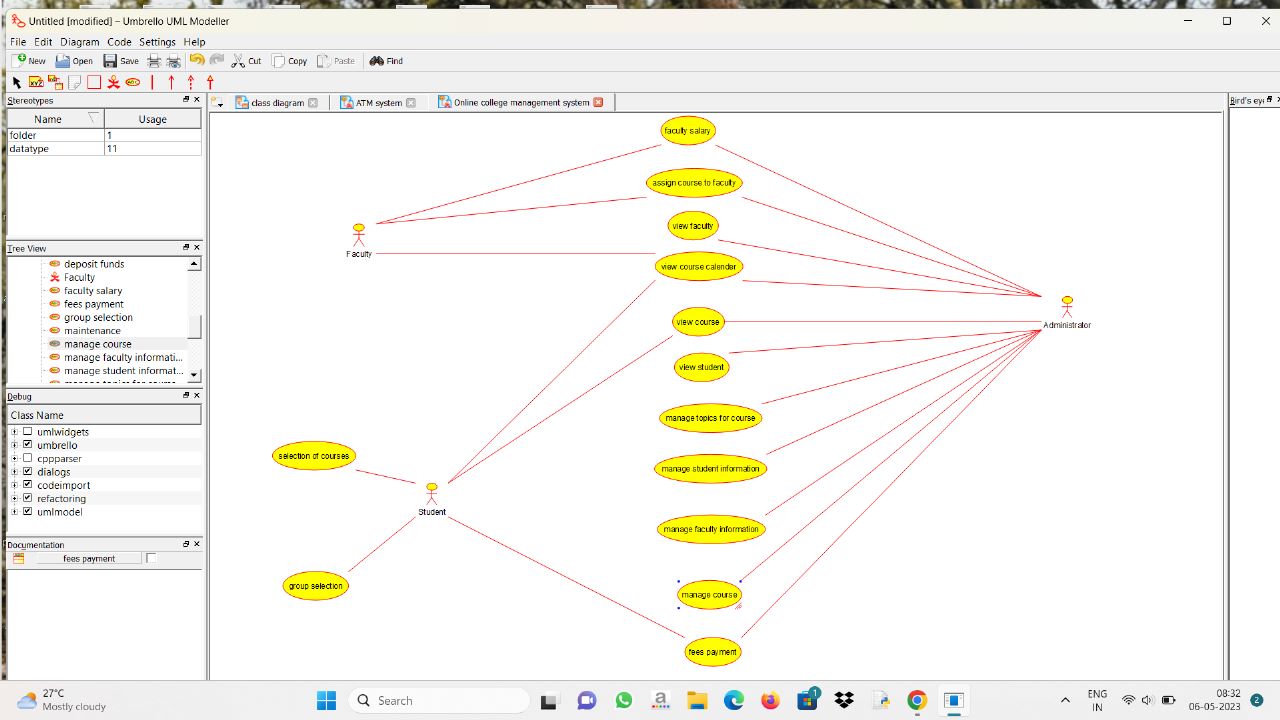 Untitled [modified] – Umbrello UML Modeller
File Edit Diagram Code Settings Help
New Open Save Cut Copy Paste Find
Stereotypes
Name Usage
folder 1
datatype 11
Tree View
deposit funds
Faculty
faculty salary
fees payment
group selection
maintenance
manage course
manage faculty informati...
manage student informat...
Debug
Class Name
umlwidgets
umbrello
cppparser
dialogs
codeimport
refactoring
umlmodel
Documentation
fees payment
class diagram
ATM system
Online college management system
Bird's ey
faculty salary
assign course to faculty
view faculty
Faculty
view course calender
view course
Administrator
view student
manage topics for course
selection of courses
manage student information
Student
manage faculty information
group selection
manage course
fees payment
27°C
Mostly cloudy
Search
1
ENG
IN
08:32
06-05-2023
2